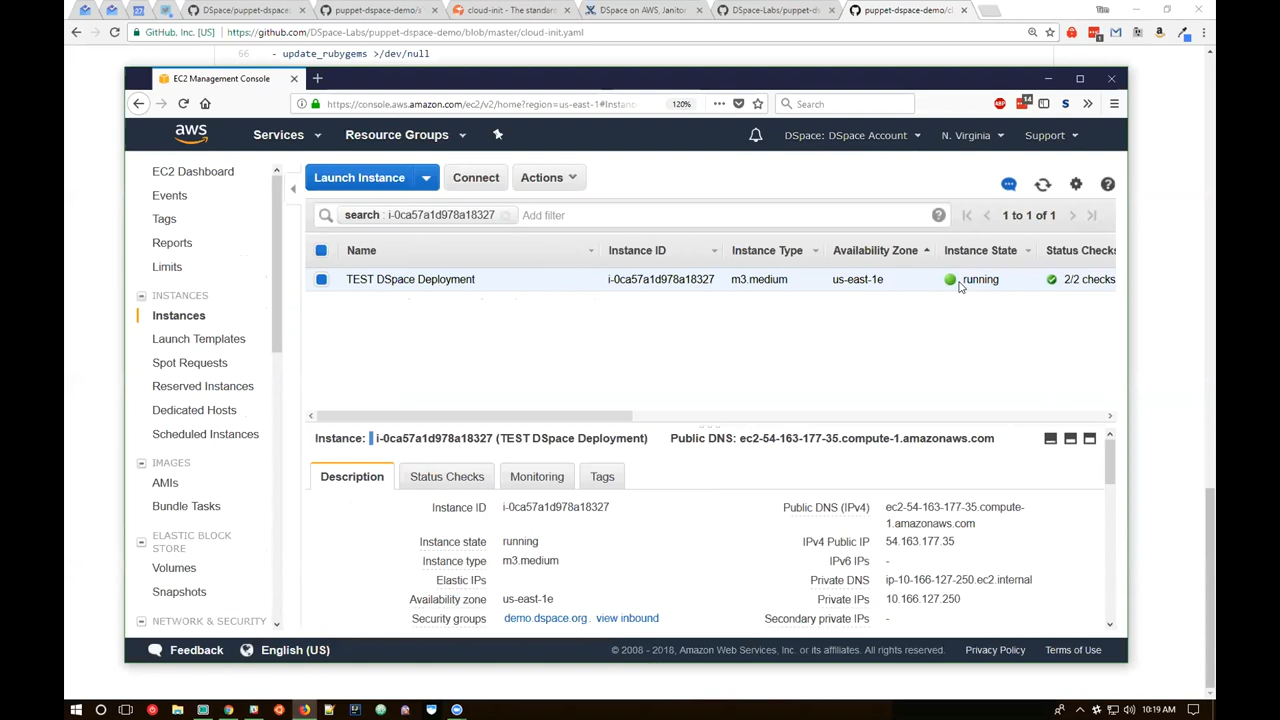 DSpace/puppet-dspace
puppet-dspace-demo/s
cloud-init - The standar
DSpace on AWS, Janitor
DSpace-Labs/puppet-ds
puppet-dspace-demo/cl
Tim
GitHub, Inc. [US]
https://github.com/DSpace-Labs/puppet-dspace-demo/blob/master/cloud-init.yaml
66 - update_rubygems >/dev/null
EC2 Management Console
https://console.aws.amazon.com/ec2/v2/home?region=us-east-1#Instanc
120%
Search
aws
Services
Resource Groups
DSpace: DSpace Account
N. Virginia
Support
EC2 Dashboard
Events
Tags
Reports
Limits
INSTANCES
Instances
Launch Templates
Spot Requests
Reserved Instances
Dedicated Hosts
Scheduled Instances
IMAGES
AMIs
Bundle Tasks
ELASTIC BLOCK
STORE
Volumes
Snapshots
NETWORK & SECURITY
Launch Instance
Connect
Actions
search : i-0ca57a1d978a18327
Add filter
1 to 1 of 1
Name Instance ID Instance Type Availability Zone Instance State Status Checks
TEST DSpace Deployment i-0ca57a1d978a18327 m3.medium us-east-1e running 2/2 checks
Instance: i-0ca57a1d978a18327 (TEST DSpace Deployment) Public DNS: ec2-54-163-177-35.compute-1.amazonaws.com
Description
Status Checks
Monitoring
Tags
Instance ID i-0ca57a1d978a18327
Instance state running
Instance type m3.medium
Elastic IPs
Availability zone us-east-1e
Security groups demo.dspace.org. view inbound
Public DNS (IPv4) ec2-54-163-177-35.compute-
1.amazonaws.com
IPv4 Public IP 54.163.177.35
IPv6 IPs -
Private DNS ip-10-166-127-250.ec2.internal
Private IPs 10.166.127.250
Secondary private IPs -
Feedback
English (US)
© 2008 - 2018, Amazon Web Services, Inc. or its affiliates. All rights reserved.
Privacy Policy
Terms of Use
10:19 AM